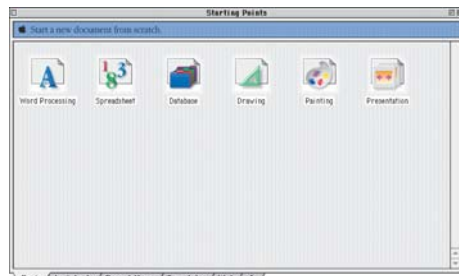 Starting Points
Start a new document from scratch.
Word Processing
Spreadsheet
Database
Drawing
Painting
Presentation